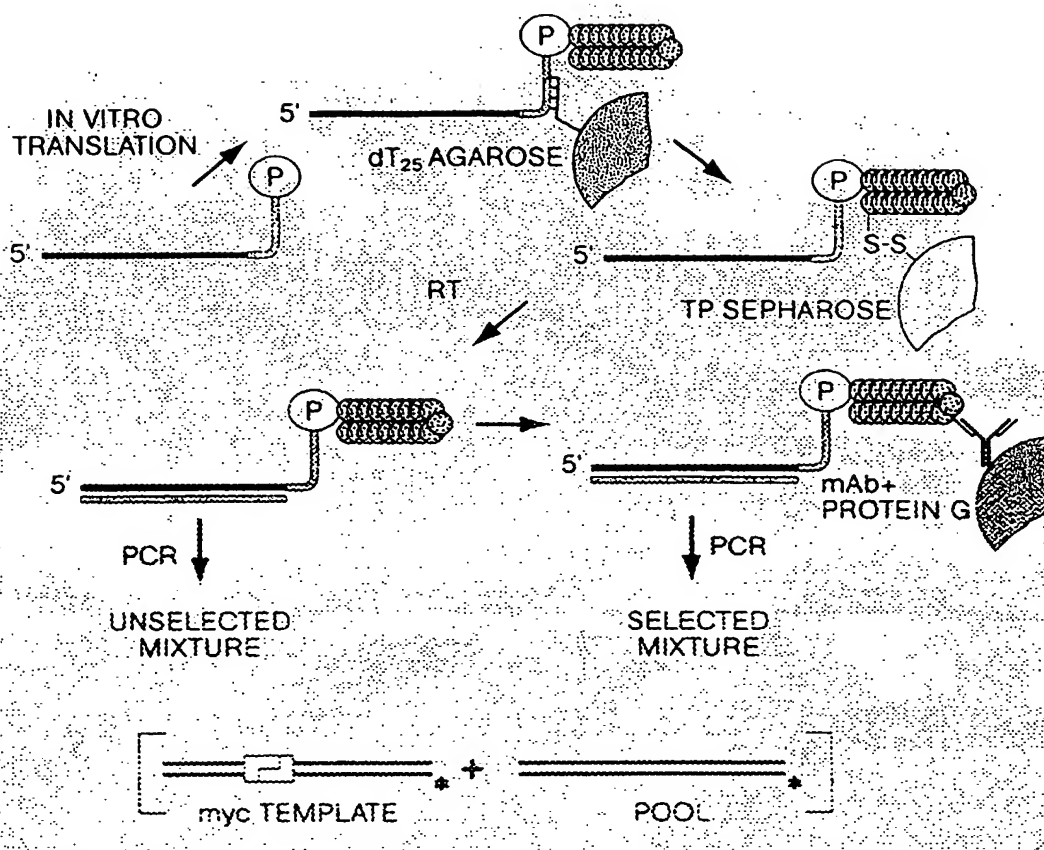 P
5'
IN VITRO
TRANSLATION
dT₂₅ AGAROSE
P
5'
P
5'
S-S
TP SEPHAROSE
RT
P
5'
P
5'
mAb+
PROTEIN G
PCR
PCR
UNSELECTED
MIXTURE
SELECTED
MIXTURE
* + *
myc TEMPLATE
POOL